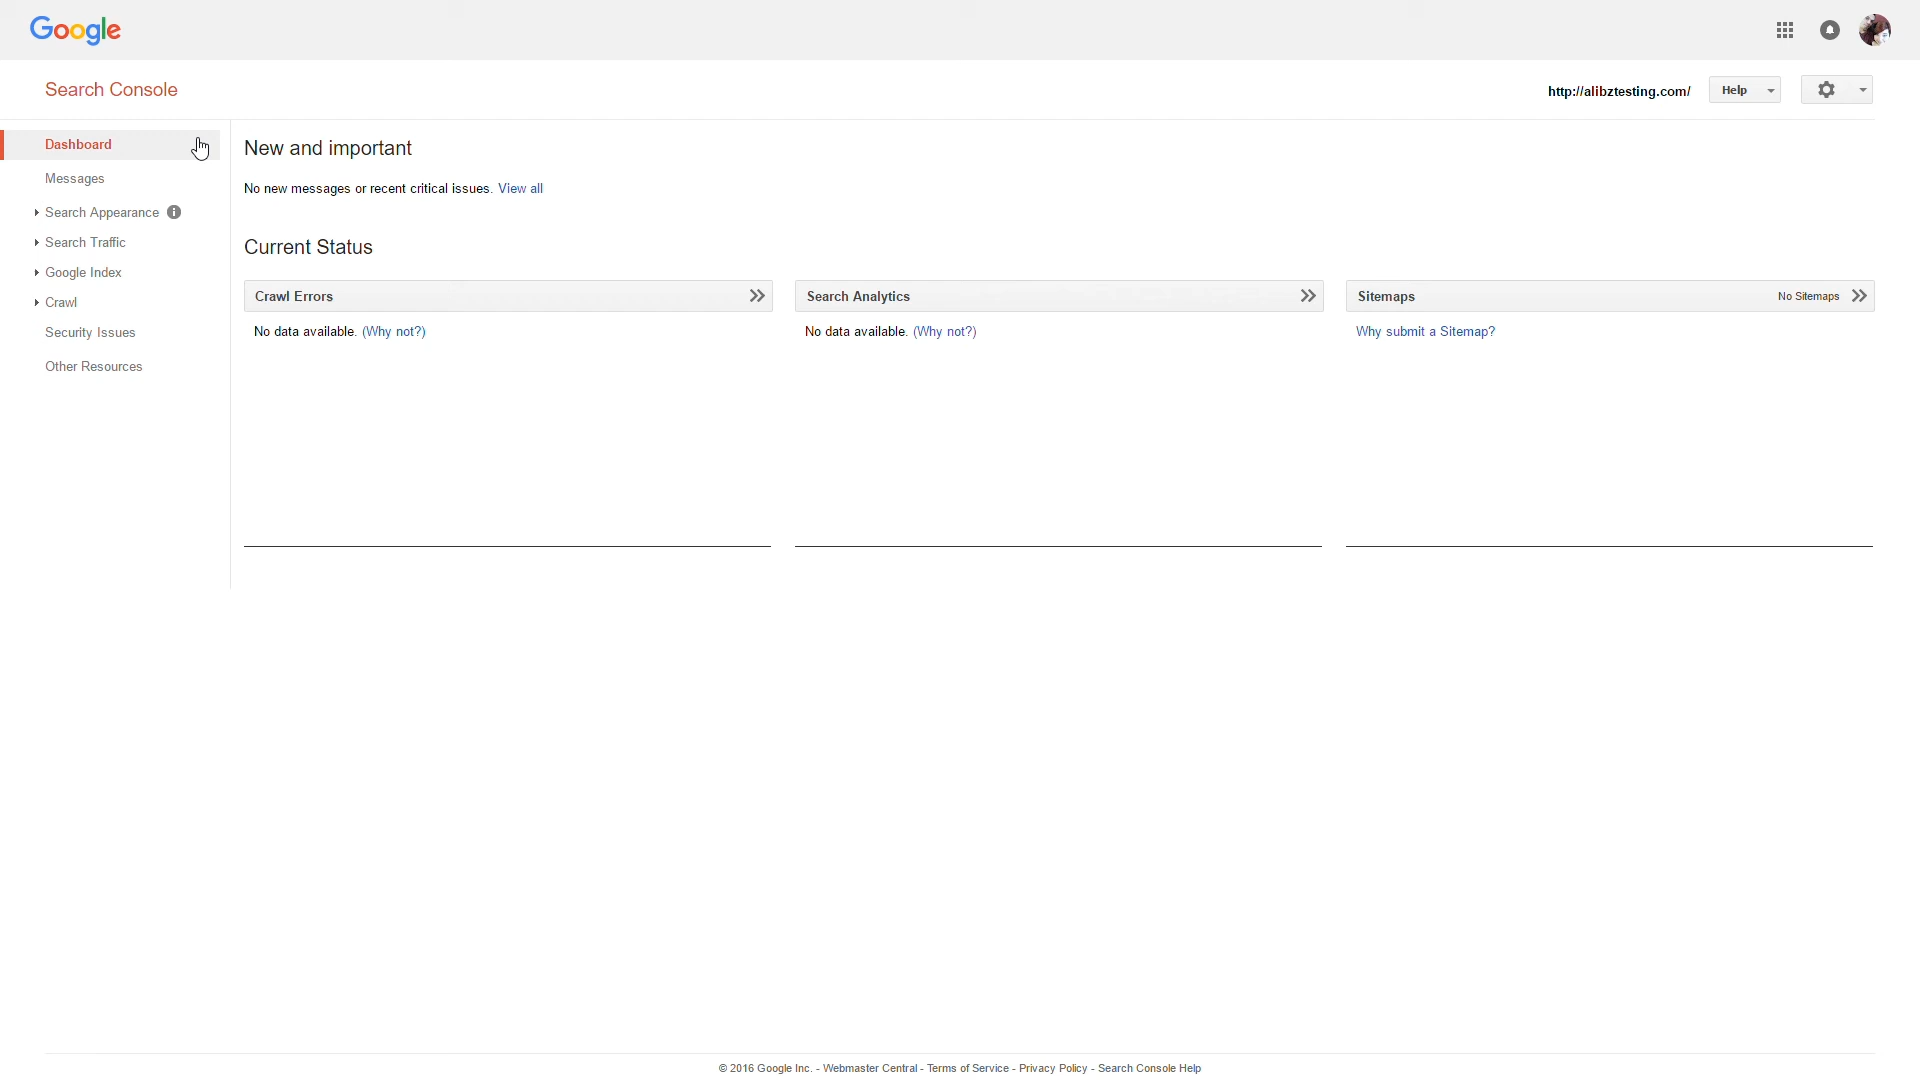 Google
Search Console
http://alibztesting.com/
Help
Dashboard
Messages
Search Appearance
Search Traffic
Google Index
Crawl
Security Issues
Other Resources
New and important
No new messages or recent critical issues. View all
Current Status
Crawl Errors
No data available. (Why not?)
Search Analytics
No data available. (Why not?)
Sitemaps
No Sitemaps
Why submit a Sitemap?
© 2016 Google Inc. - Webmaster Central - Terms of Service - Privacy Policy - Search Console Help